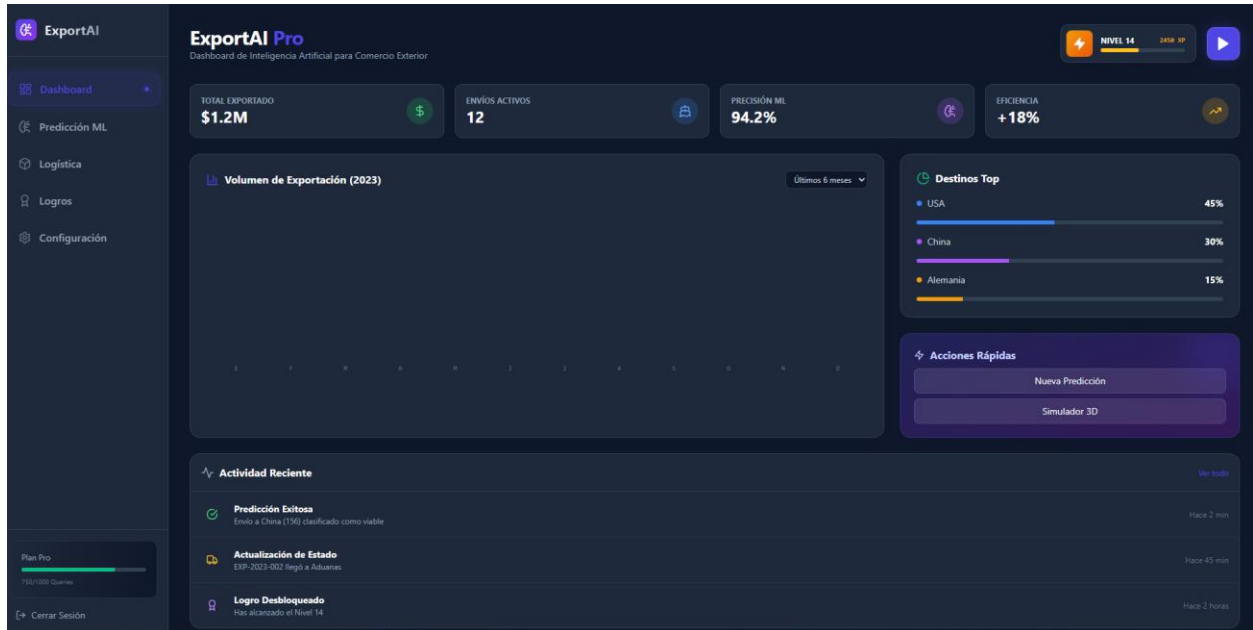 ExportAI
Dashboard
Predicción ML
Logística
Logros
Configuración
Plan Pro
750/1000 Queries
Cerrar Sesión
ExportAI Pro
Dashboard de Inteligencia Artificial para Comercio Exterior
NIVEL 14
2450 XP
TOTAL EXPORTADO
$1.2M
ENVÍOS ACTIVOS
12
PRECISIÓN ML
94.2%
EFICIENCIA
+18%
Volumen de Exportación (2023)
Últimos 6 meses
E F M A M J J A S O N D
Destinos Top
USA 45%
China 30%
Alemania 15%
Acciones Rápidas
Nueva Predicción
Simulador 3D
Actividad Reciente
Ver todo
Predicción Exitosa
Envío a China (156) clasificado como viable
Hace 2 min
Actualización de Estado
EXP-2023-002 llegó a Aduanas
Hace 45 min
Logro Desbloqueado
Has alcanzado el Nivel 14
Hace 2 horas